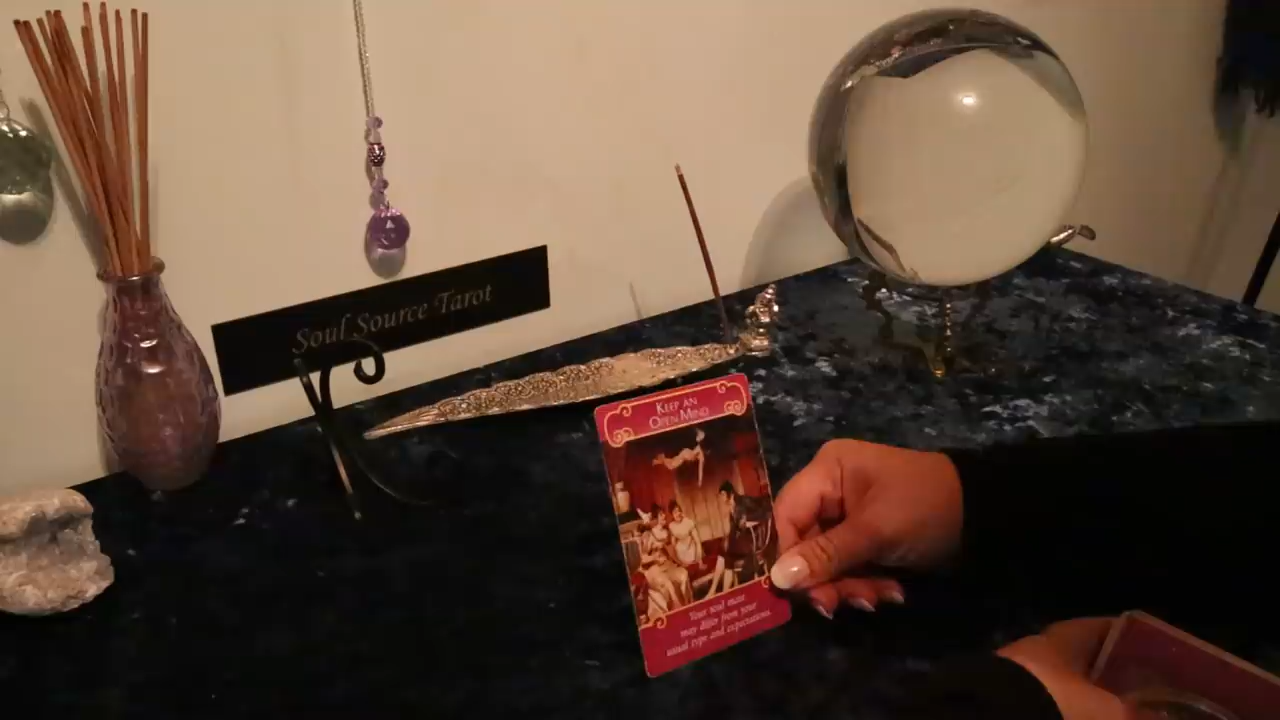 Soul Source Tarot
KEEP AN
OPEN MIND
Your soul mate
may differ from your
usual type and expectations.